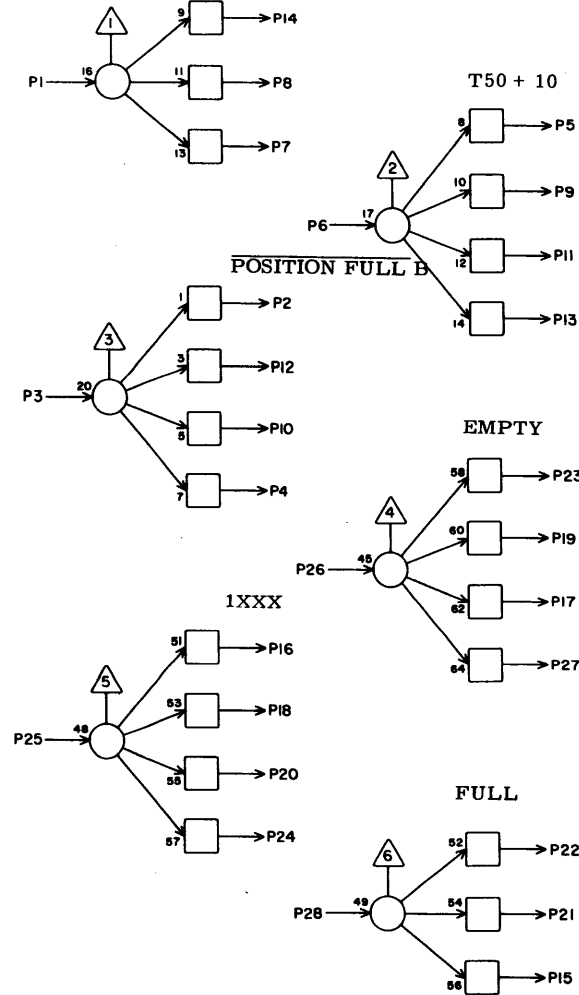 1
9 P14
P1 16 11 P8
13 P7
T50 + 10
2
8 P5
10 P9
P6 17
12 P11
14 P13
POSITION FULL B
3
1 P2
3 P12
P3 20
5 P10
7 P4
EMPTY
4
58 P23
60 P19
P26 45
62 P17
64 P27
1XXX
5
51 P16
53 P18
P25 48
55 P20
57 P24
FULL
6
52 P22
P28 49 54 P21
56 P15